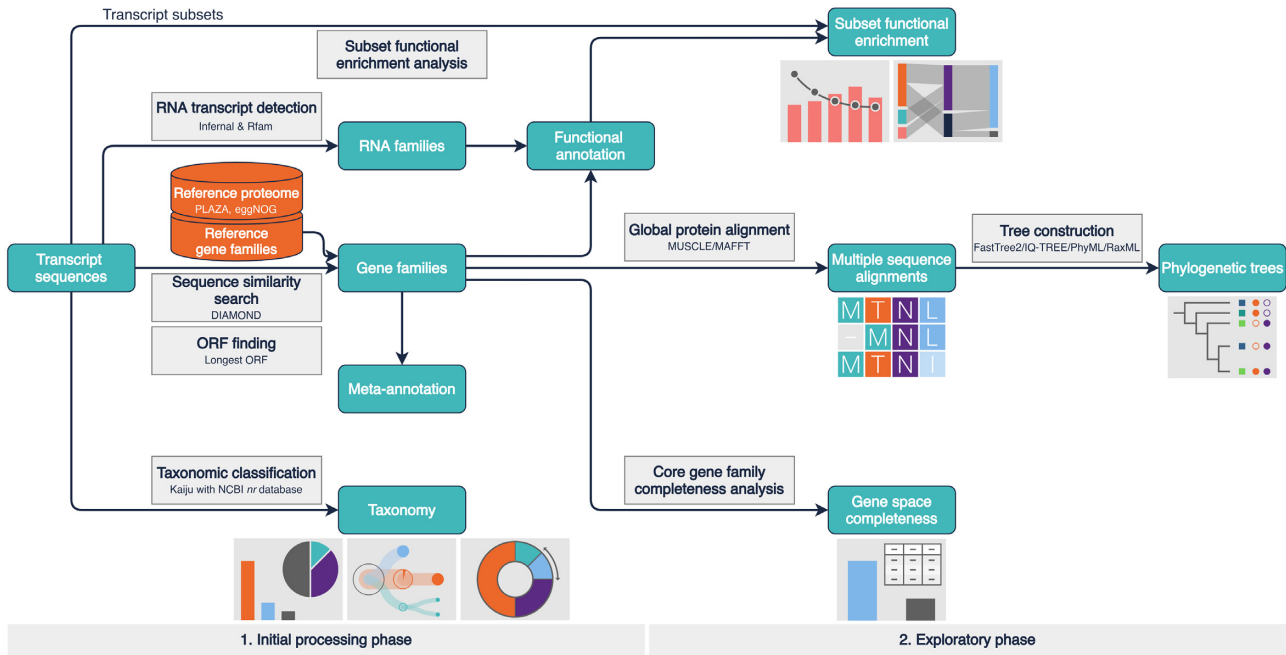 Transcript subsets
Subset functional
enrichment
Subset functional
enrichment analysis
RNA transcript detection
Infernal & Rfam
RNA families
Functional
annotation
Reference proteome
PLAZA, eggNOG
Reference
gene families
Global protein alignment
MUSCLE/MAFFT
Tree construction
FastTree2/IQ-TREE/PhyML/RaxML
Transcript
sequences
Gene families
Multiple sequence
alignments
Phylogenetic trees
Sequence similarity
search
DIAMOND
ORF finding
Longest ORF
M T N L
– M N L
M T N I
Meta-annotation
Taxonomic classification
Kaiju with NCBI nr database
Core gene family
completeness analysis
Taxonomy
Gene space
completeness
1. Initial processing phase
2. Exploratory phase